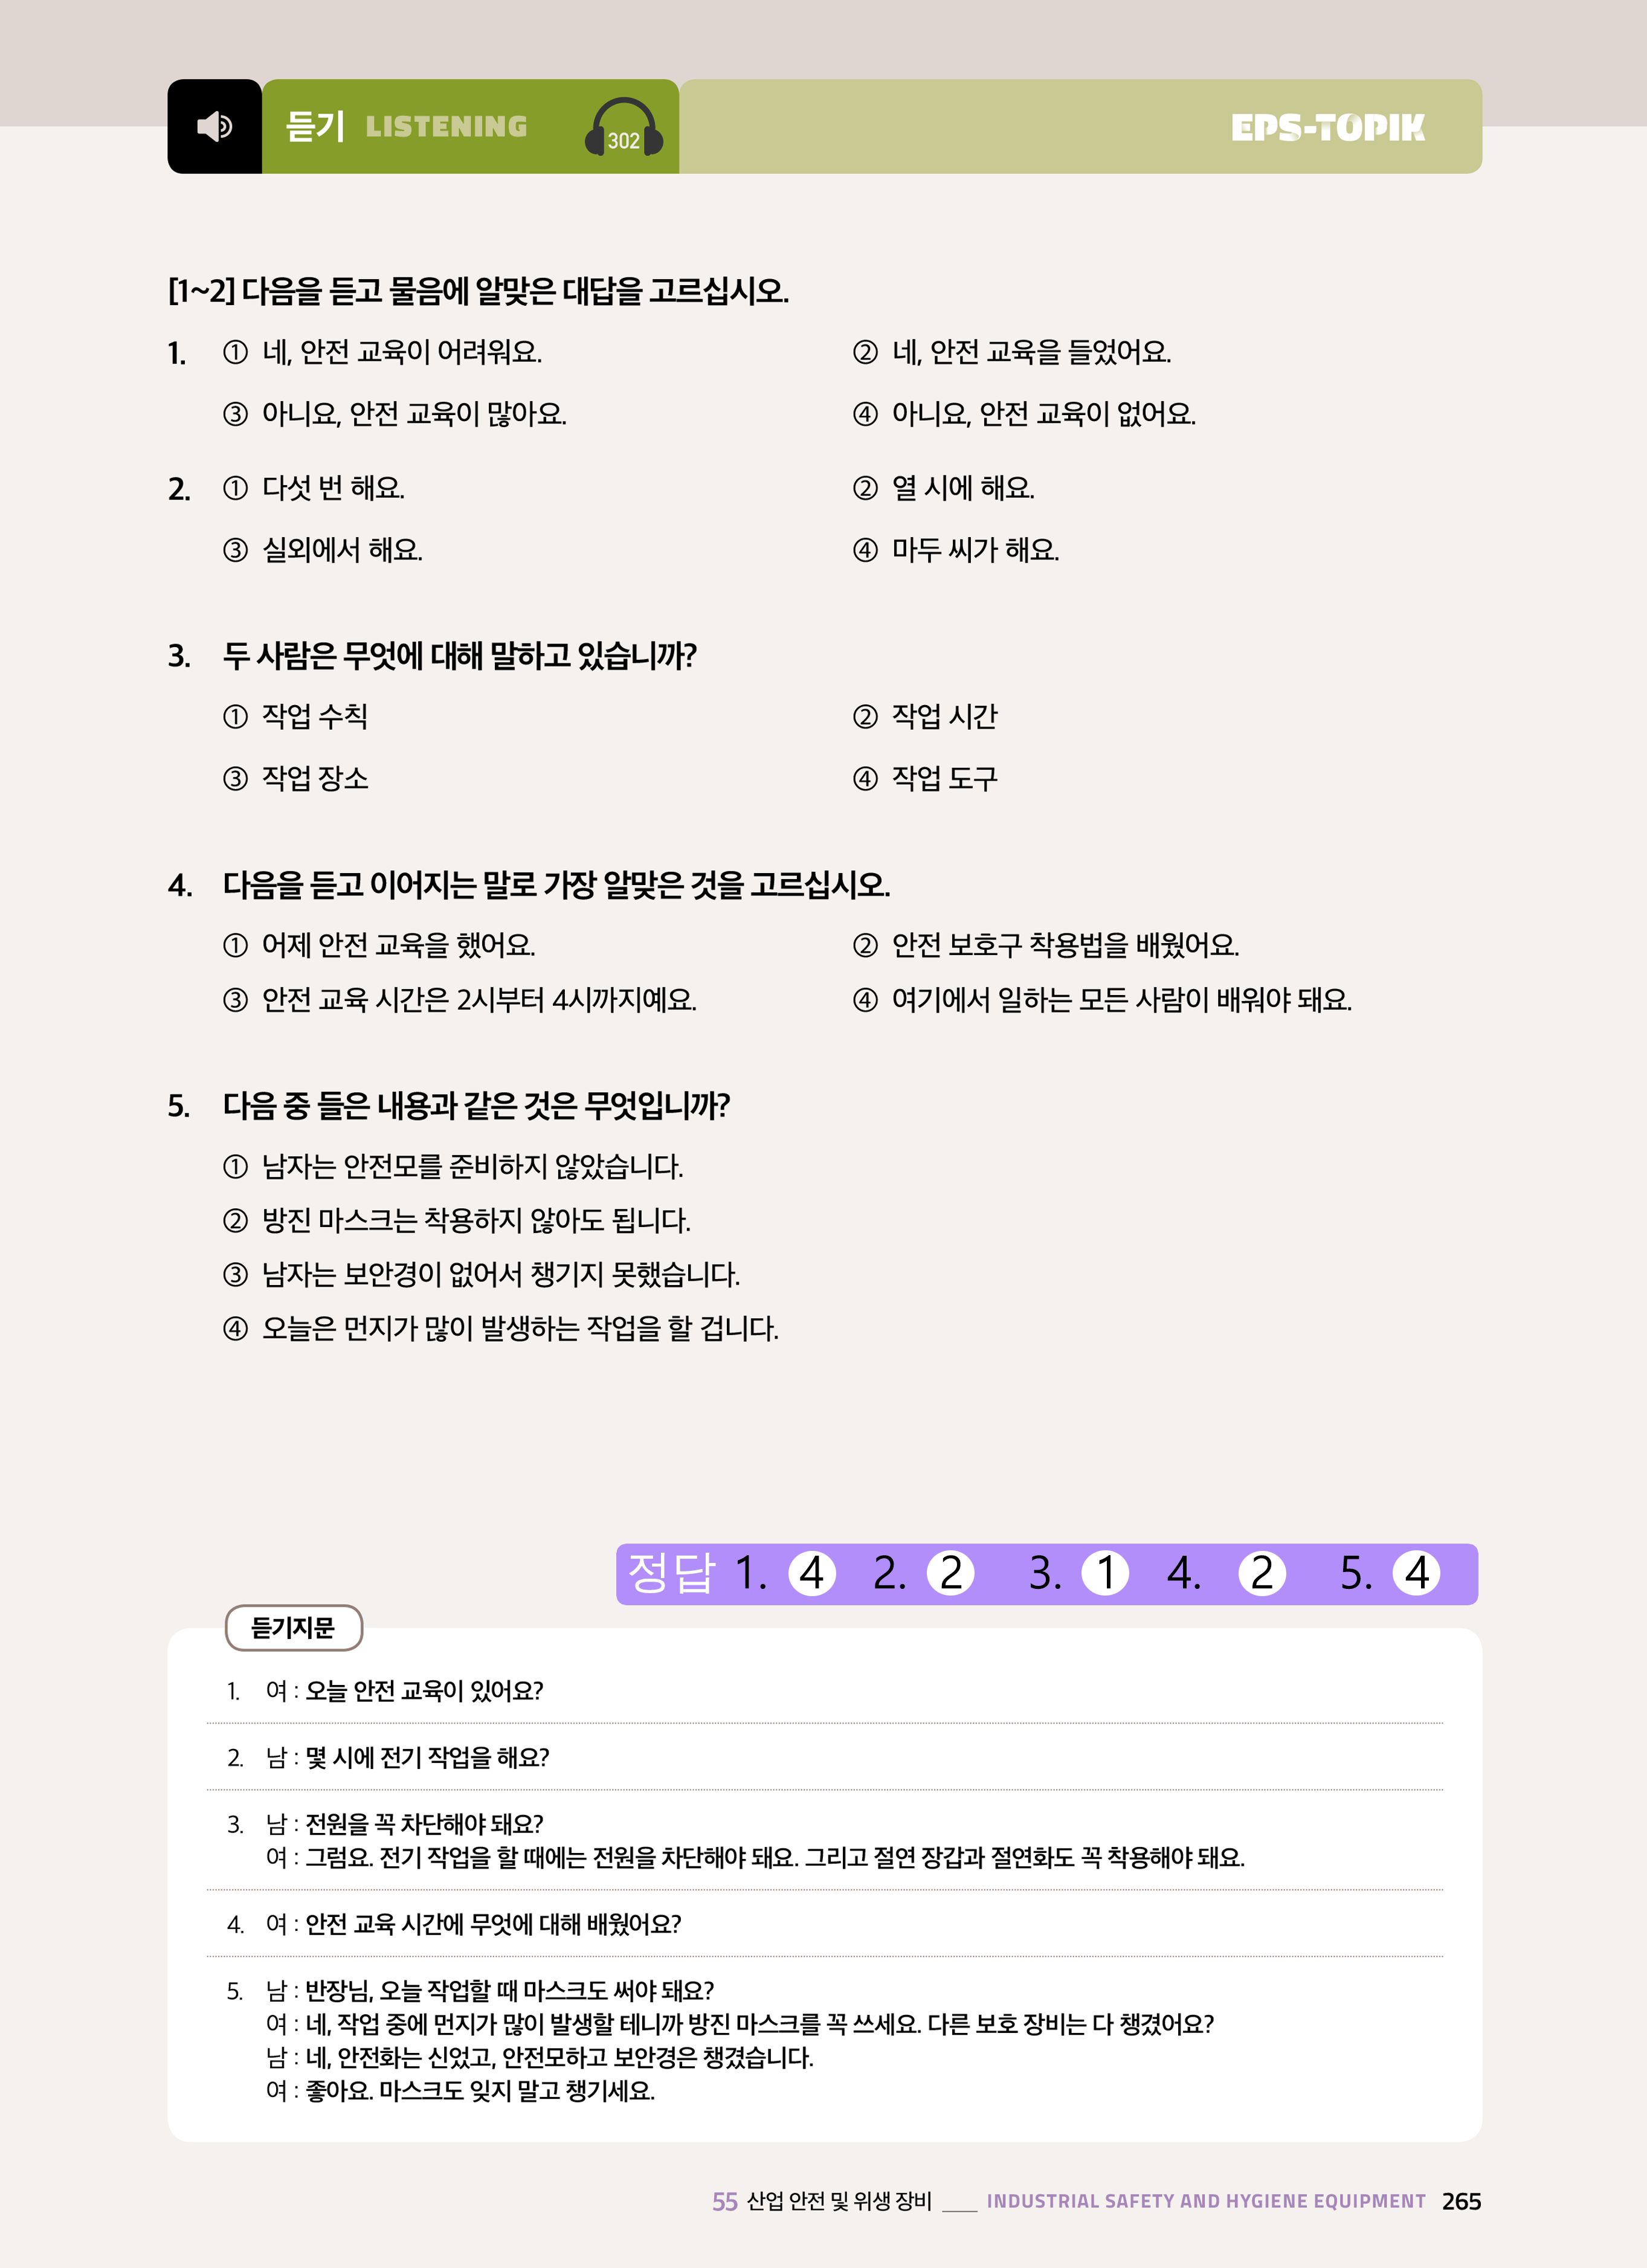 듣기 LISTENING 302 EPS-TOPIK
[1~2] 다음을 듣고 물음에 알맞은 대답을 고르십시오.
1. ① 네, 안전 교육이 어려워요. ② 네, 안전 교육을 들었어요.
③ 아니요, 안전 교육이 많아요. ④ 아니요, 안전 교육이 없어요.
2. ① 다섯 번 해요. ② 열 시에 해요.
③ 실외에서 해요. ④ 마두 씨가 해요.
3. 두 사람은 무엇에 대해 말하고 있습니까?
① 작업 수칙 ② 작업 시간
③ 작업 장소 ④ 작업 도구
4. 다음을 듣고 이어지는 말로 가장 알맞은 것을 고르십시오.
① 어제 안전 교육을 했어요. ② 안전 보호구 착용법을 배웠어요.
③ 안전 교육 시간은 2시부터 4시까지예요. ④ 여기에서 일하는 모든 사람이 배워야 돼요.
5. 다음 중 들은 내용과 같은 것은 무엇입니까?
① 남자는 안전모를 준비하지 않았습니다.
② 방진 마스크는 착용하지 않아도 됩니다.
③ 남자는 보안경이 없어서 챙기지 못했습니다.
④ 오늘은 먼지가 많이 발생하는 작업을 할 겁니다.
정답 1. 4 2. 2 3. 1 4. 2 5. 4
듣기지문
1. 여 : 오늘 안전 교육이 있어요?
2. 남 : 몇 시에 전기 작업을 해요?
3. 남 : 전원을 꼭 차단해야 돼요?
여 : 그럼요. 전기 작업을 할 때에는 전원을 차단해야 돼요. 그리고 절연 장갑과 절연화도 꼭 착용해야 돼요.
4. 여 : 안전 교육 시간에 무엇에 대해 배웠어요?
5. 남 : 반장님, 오늘 작업할 때 마스크도 써야 돼요?
여 : 네, 작업 중에 먼지가 많이 발생할 테니까 방진 마스크를 꼭 쓰세요. 다른 보호 장비는 다 챙겼어요?
남 : 네, 안전화는 신었고, 안전모하고 보안경은 챙겼습니다.
여 : 좋아요. 마스크도 잊지 말고 챙기세요.
55 산업 안전 및 위생 장비 ___ INDUSTRIAL SAFETY AND HYGIENE EQUIPMENT 265